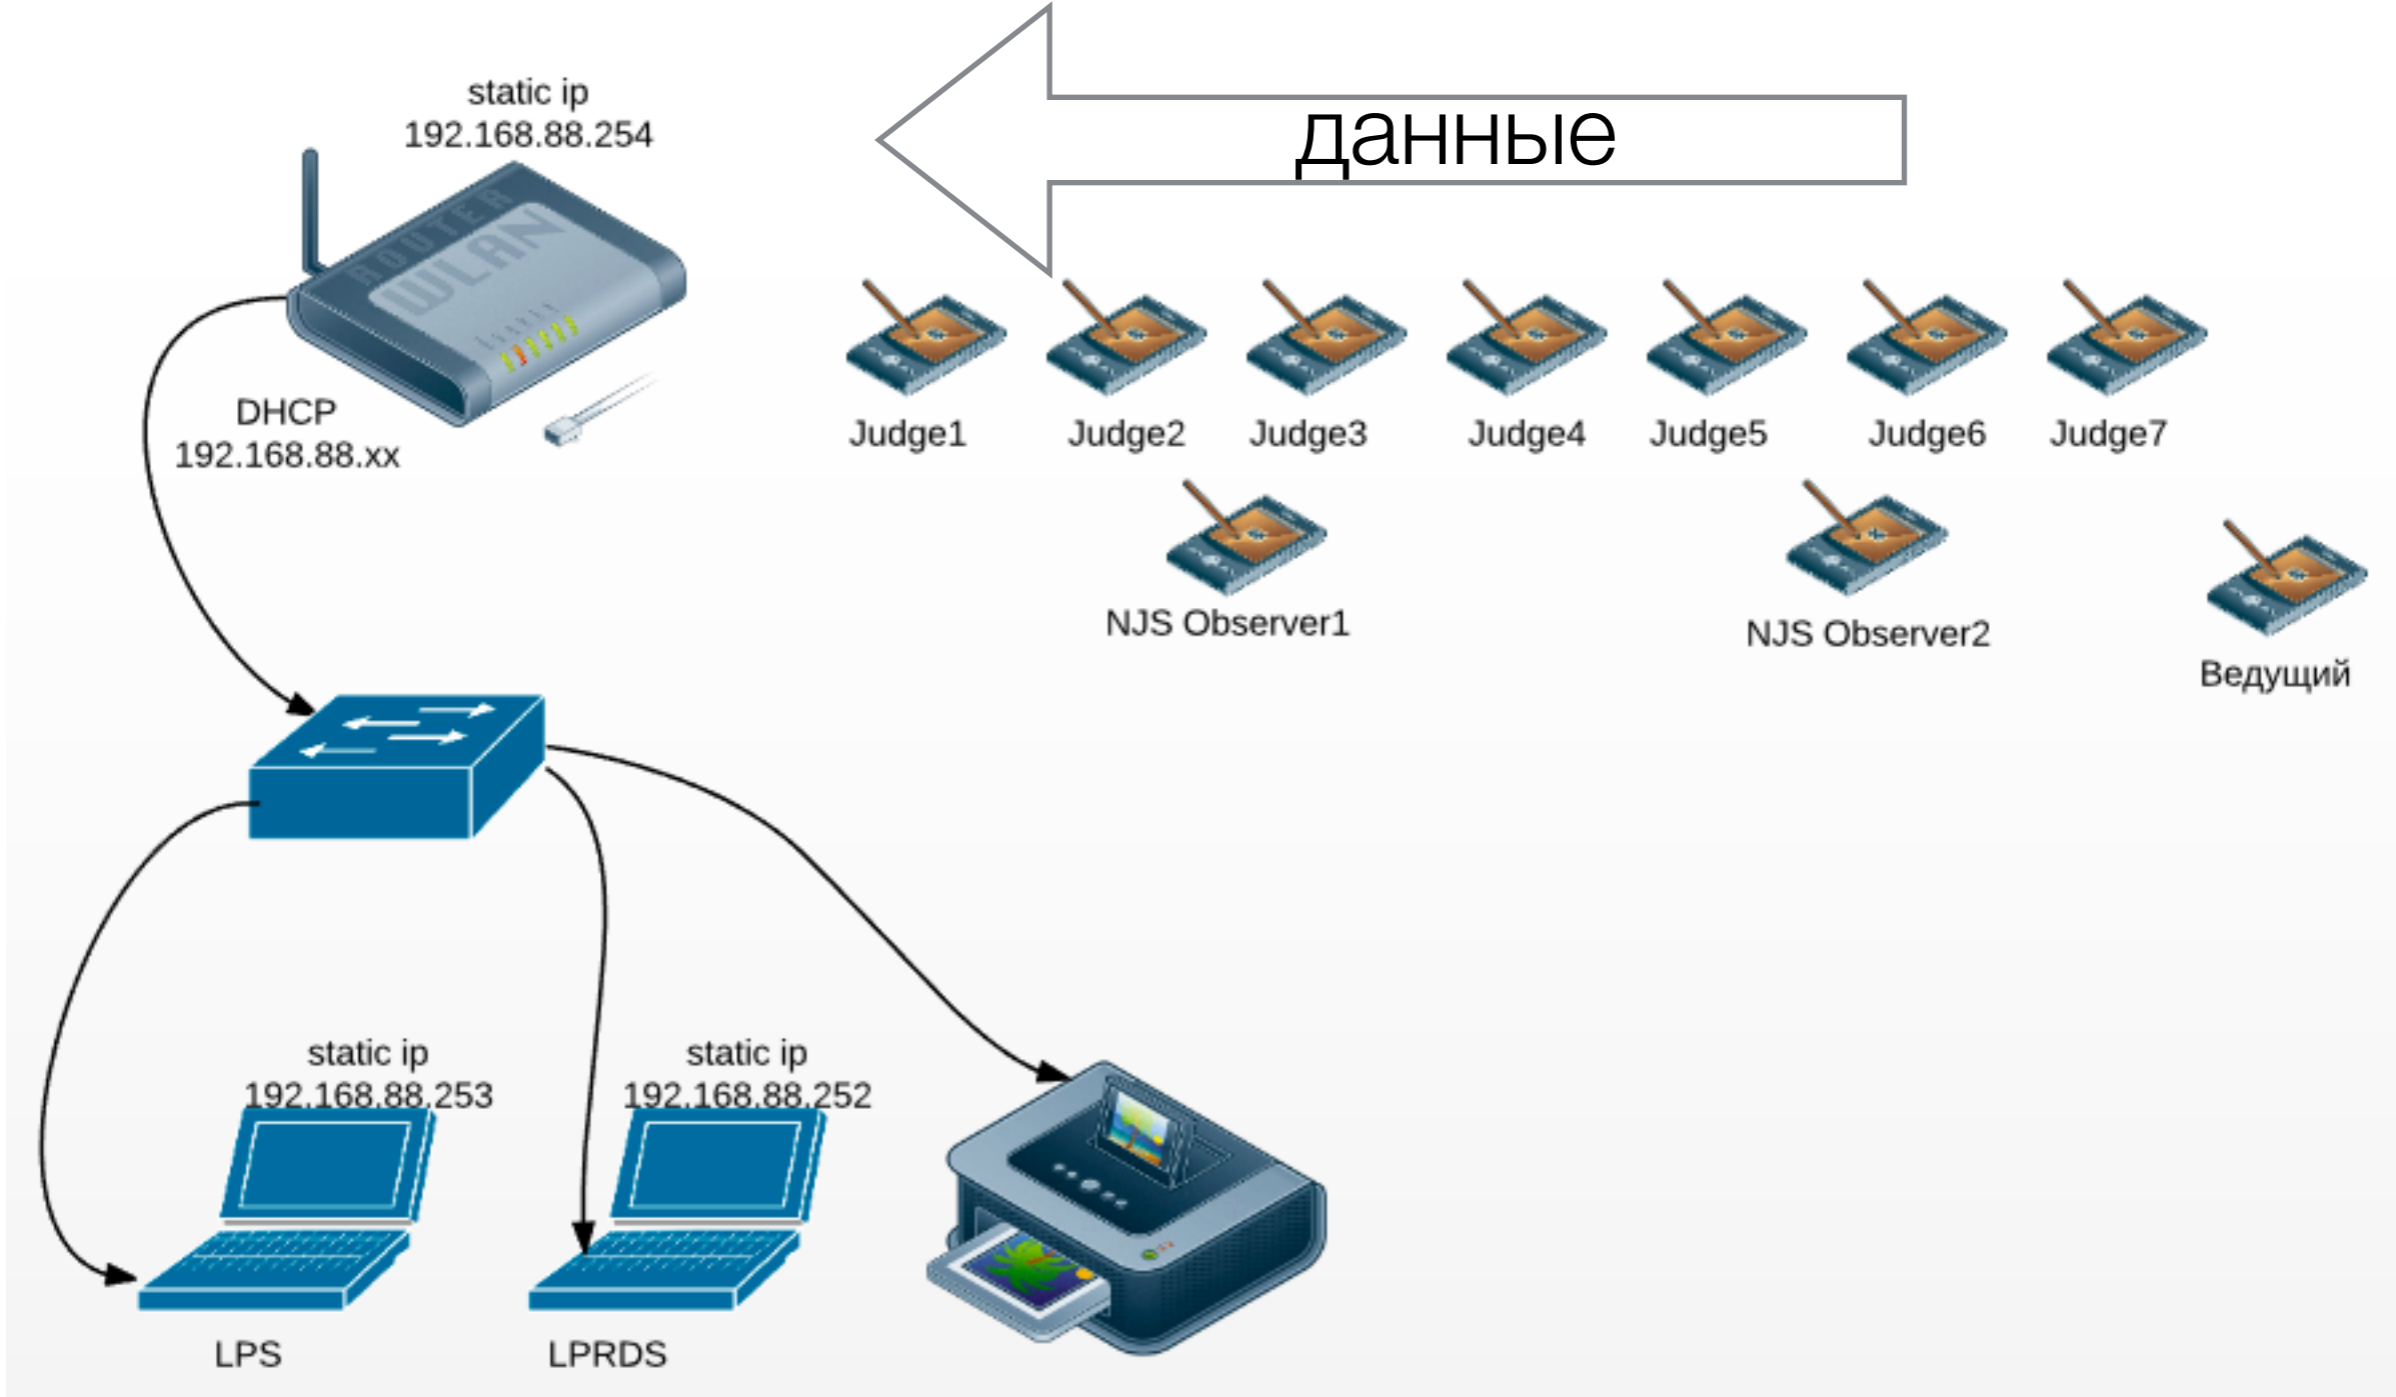 static ip
192.168.88.254
данные
ROUTER
WLAN
DHCP
192.168.88.xx
Judge1
Judge2
Judge3
Judge4
Judge5
Judge6
Judge7
NJS Observer1
NJS Observer2
Ведущий
static ip
192.168.88.253
static ip
192.168.88.252
LPS
LPRDS